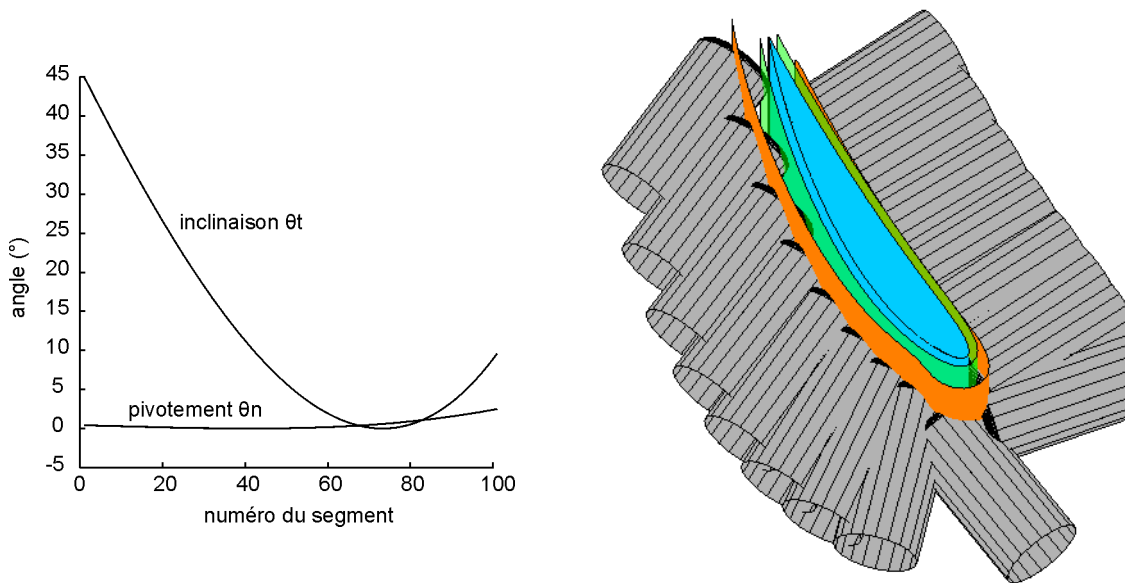 45
40
35
30
25
20
15
10
5
0
-5
angle (°)
inclinaison θt
pivotement θn
0 20 40 60 80 100
numéro du segment